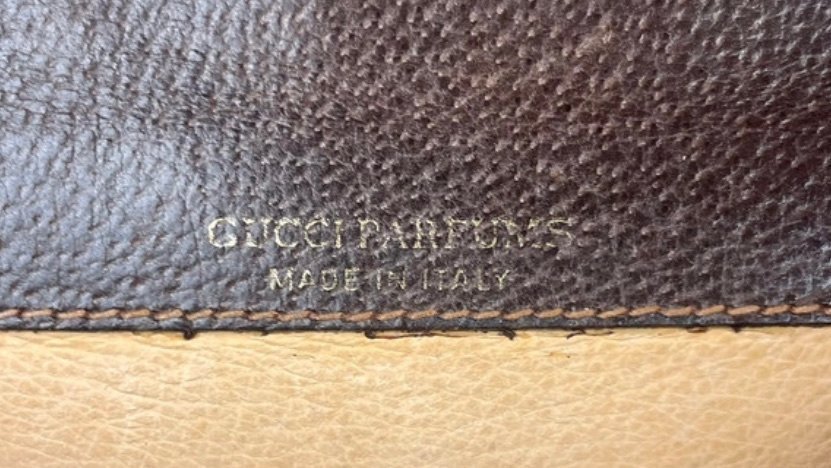 GUCCI PARFUMS
MADE IN ITALY